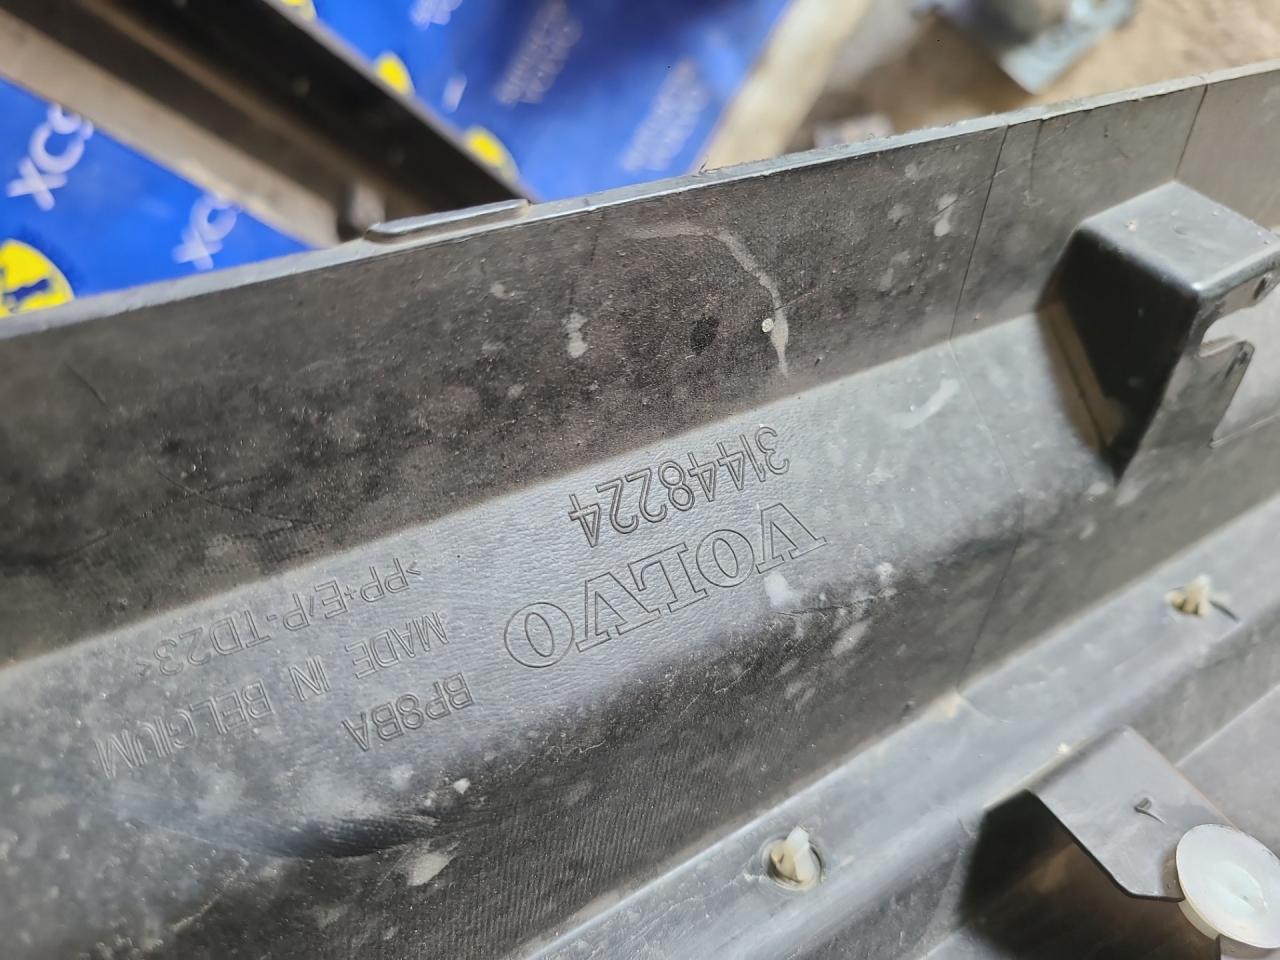 VOLVO
31448224
BP8BA
MADE IN BELGIUM
>PP+E/P-TD23<